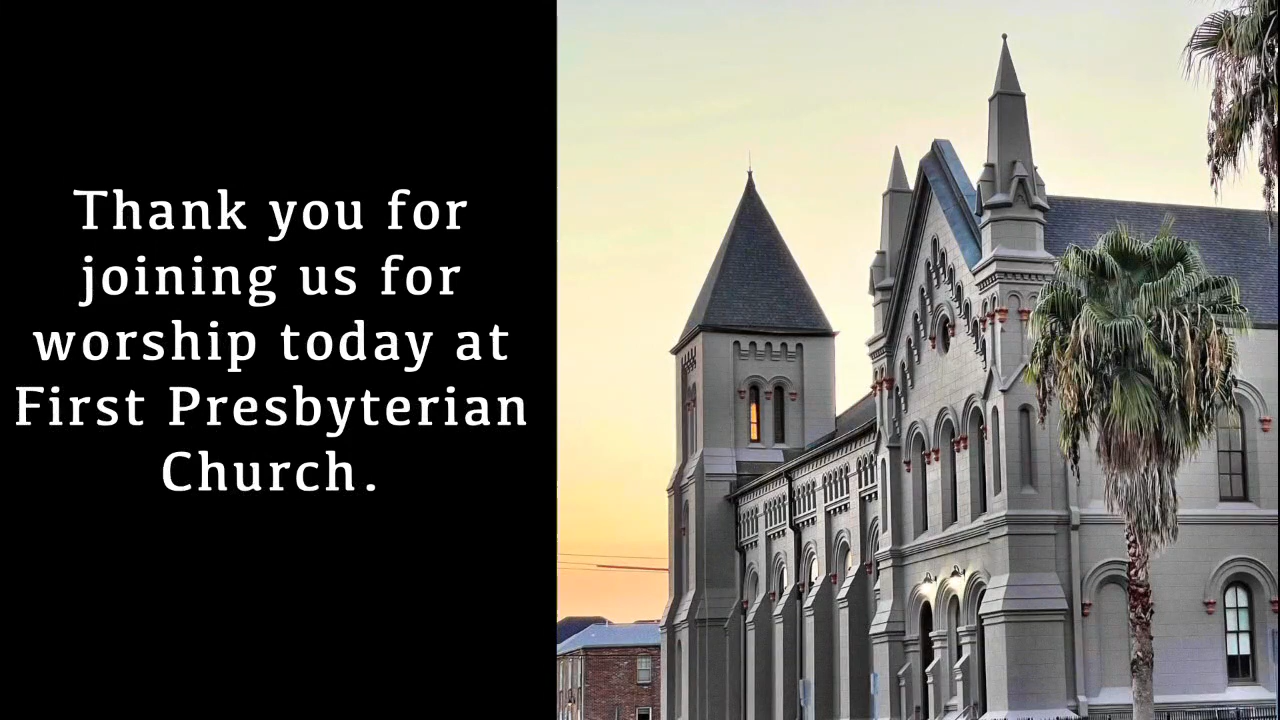 Thank you for
joining us for
worship today at
First Presbyterian
Church.